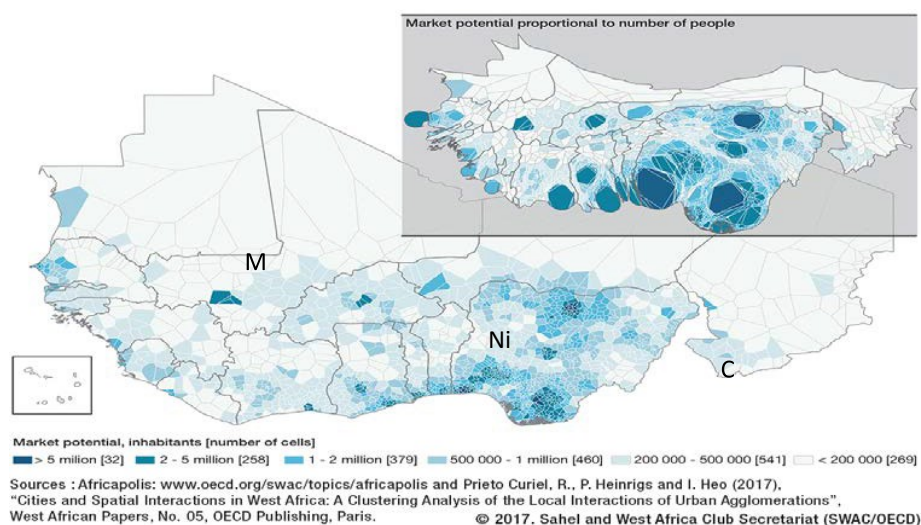 Market potential proportional to number of people
M
Ni
C
Market potential, inhabitants [number of cells]
> 5 milion [32] 2 - 5 million [258] 1 - 2 million [379] 500 000 - 1 million [460] 200 000 - 500 000 [541] < 200 000 [269]
Sources : Africapolis: www.oecd.org/swac/topics/africapolis and Prieto Curiel, R., P. Heinrigs and I. Heo (2017),
“Cities and Spatial Interactions in West Africa: A Clustering Analysis of the Local Interactions of Urban Agglomerations”,
West African Papers, No. 05, OECD Publishing, Paris. © 2017. Sahel and West Africa Club Secretariat (SWAC/OECD)